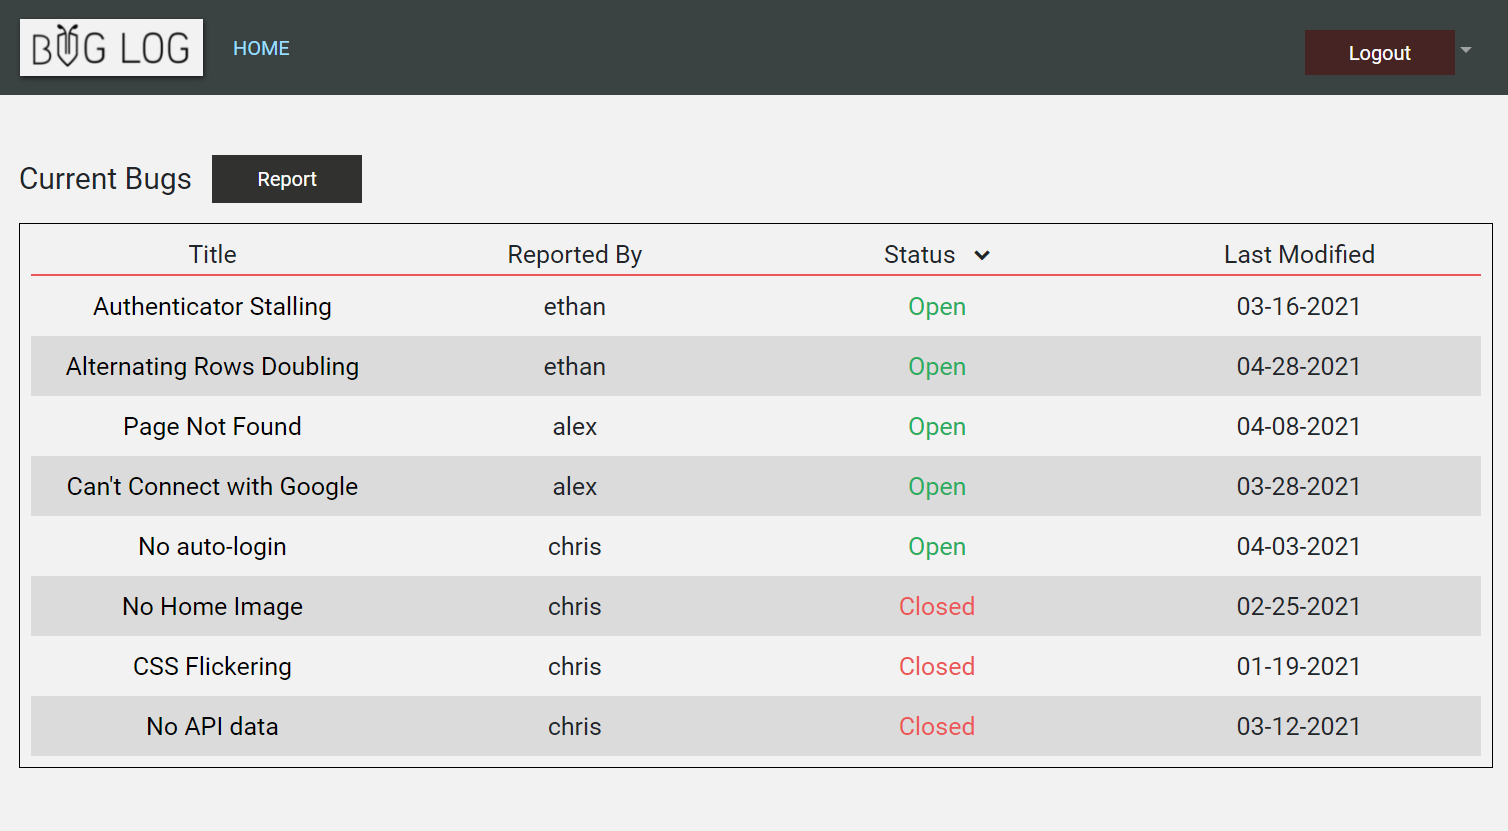 BUG LOG HOME Logout
Current Bugs Report
Title Reported By Status Last Modified
Authenticator Stalling ethan Open 03-16-2021
Alternating Rows Doubling ethan Open 04-28-2021
Page Not Found alex Open 04-08-2021
Can't Connect with Google alex Open 03-28-2021
No auto-login chris Open 04-03-2021
No Home Image chris Closed 02-25-2021
CSS Flickering chris Closed 01-19-2021
No API data chris Closed 03-12-2021